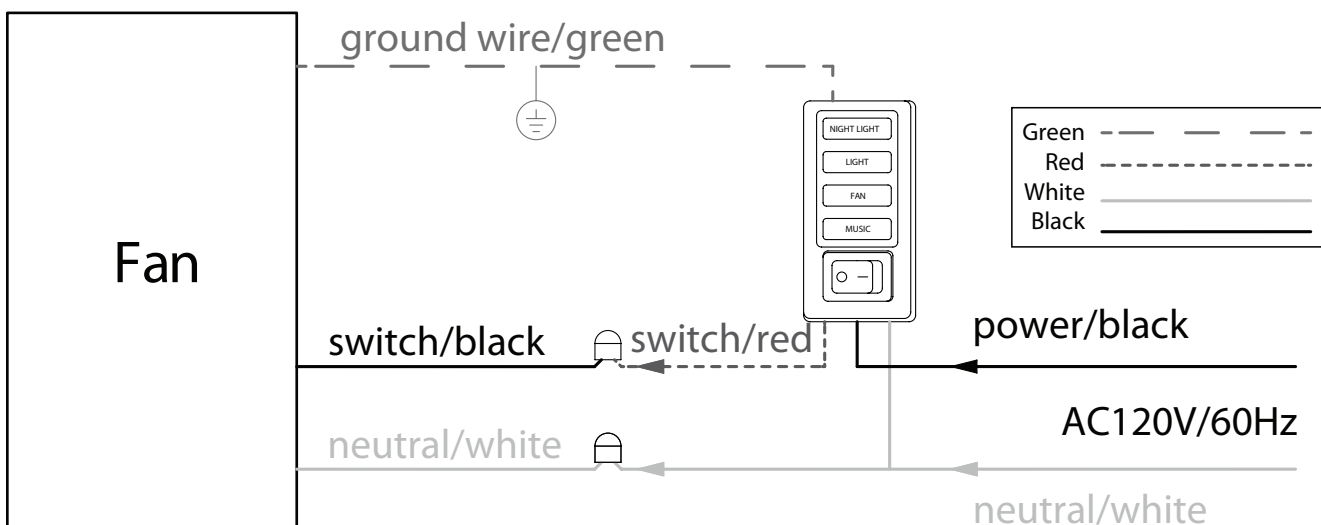 ground wire/green
NIGHT LIGHT
LIGHT
FAN
MUSIC
Green
Red
White
Black
Fan
switch/black
switch/red
power/black
AC120V/60Hz
neutral/white
neutral/white